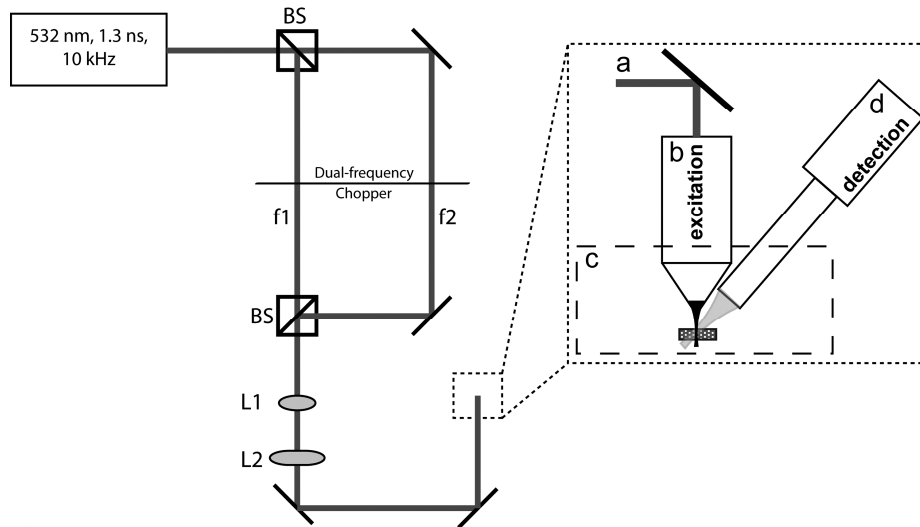 532 nm, 1.3 ns,
10 kHz
BS
Dual-frequency
Chopper
f1
f2
BS
L1
L2
a
b
excitation
c
d
detection